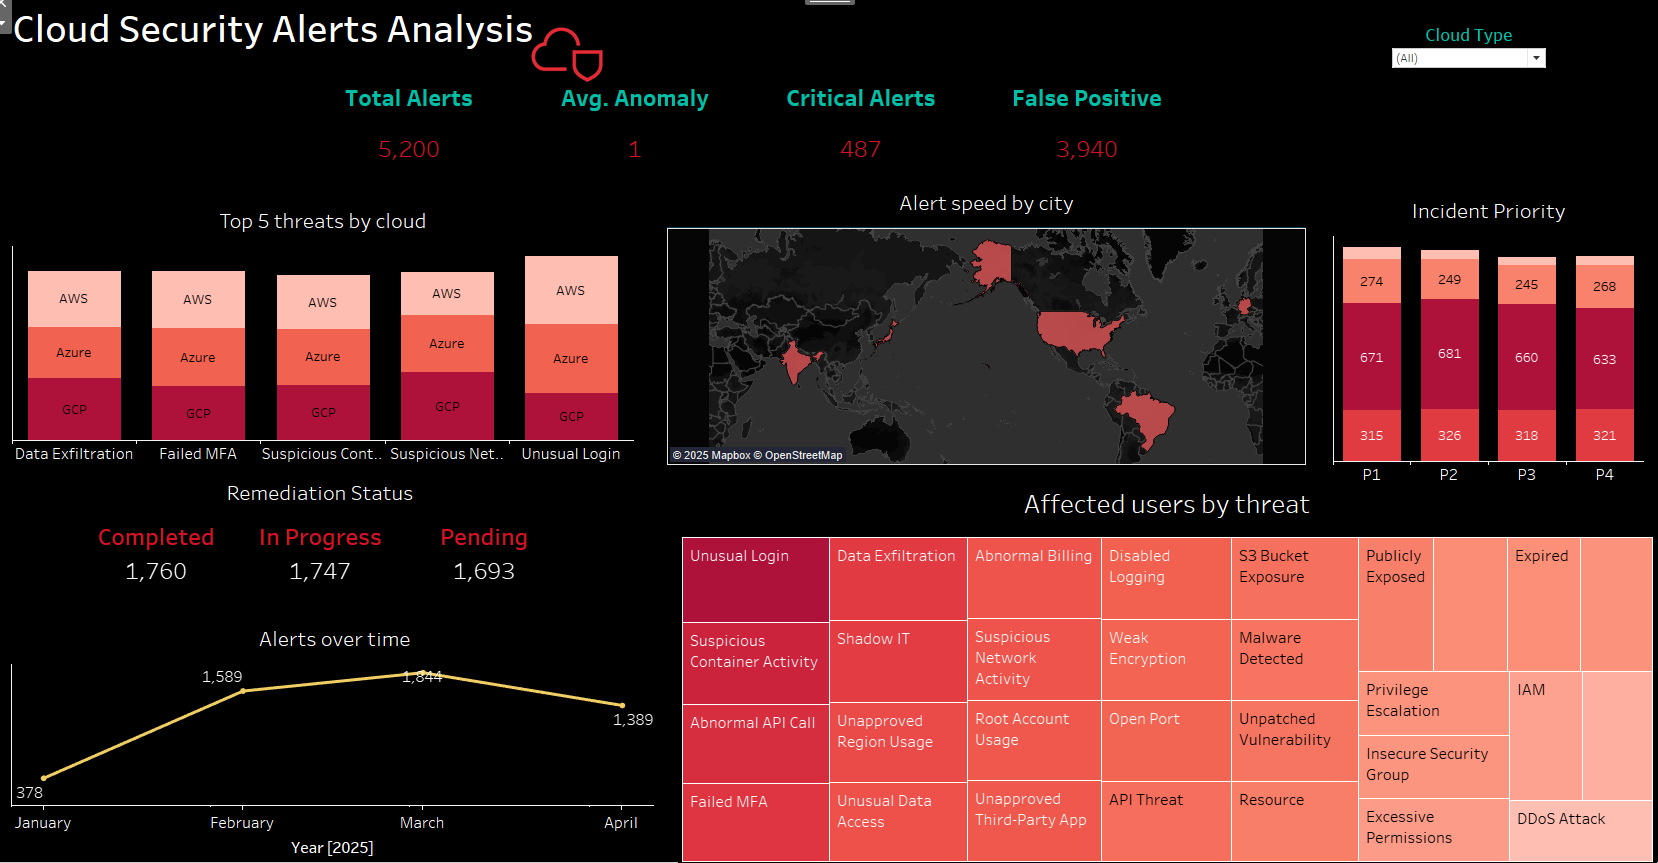 Cloud Security Alerts Analysis
Cloud Type
(All)
Total Alerts
Avg. Anomaly
Critical Alerts
False Positive
5,200
1
487
3,940
Top 5 threats by cloud
AWS
AWS
AWS
AWS
AWS
Azure
Azure
Azure
Azure
Azure
GCP
GCP
GCP
GCP
GCP
Data Exfiltration
Failed MFA
Suspicious Cont..
Suspicious Net..
Unusual Login
Alert speed by city
© 2025 Mapbox © OpenStreetMap
Incident Priority
274
249
245
268
671
681
660
633
315
326
318
321
P1
P2
P3
P4
Remediation Status
Completed
In Progress
Pending
1,760
1,747
1,693
Alerts over time
378
1,589
1,844
1,389
January
February
March
April
Year [2025]
Affected users by threat
Unusual Login
Suspicious
Container Activity
Abnormal API Call
Failed MFA
Data Exfiltration
Shadow IT
Unapproved
Region Usage
Unusual Data
Access
Abnormal Billing
Suspicious
Network
Activity
Root Account
Usage
Unapproved
Third-Party App
Disabled
Logging
Weak
Encryption
Open Port
API Threat
S3 Bucket
Exposure
Malware
Detected
Unpatched
Vulnerability
Resource
Publicly
Exposed
Expired
Privilege
Escalation
Insecure Security
Group
Excessive
Permissions
IAM
DDoS Attack